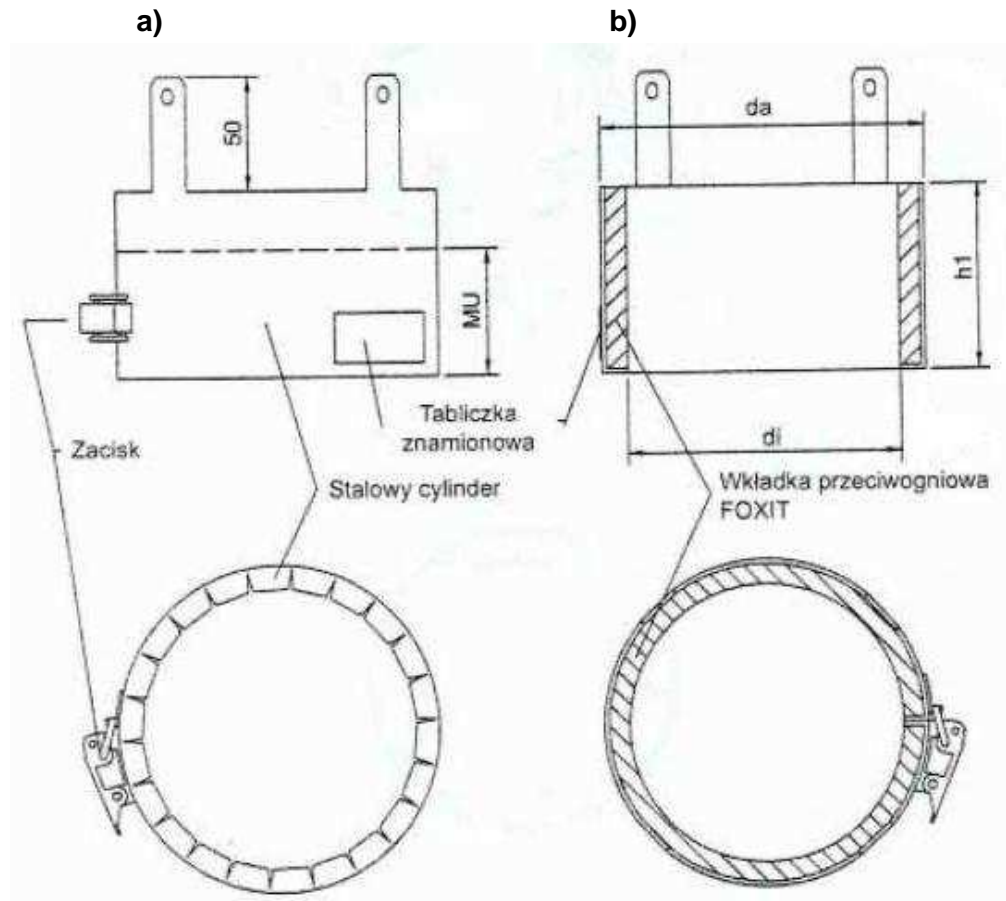 a)
b)
50
MU
da
h1
di
Zacisk
Tabliczka
znamionowa
Stalowy cylinder
Wkładka przeciwogniowa
FOXIT